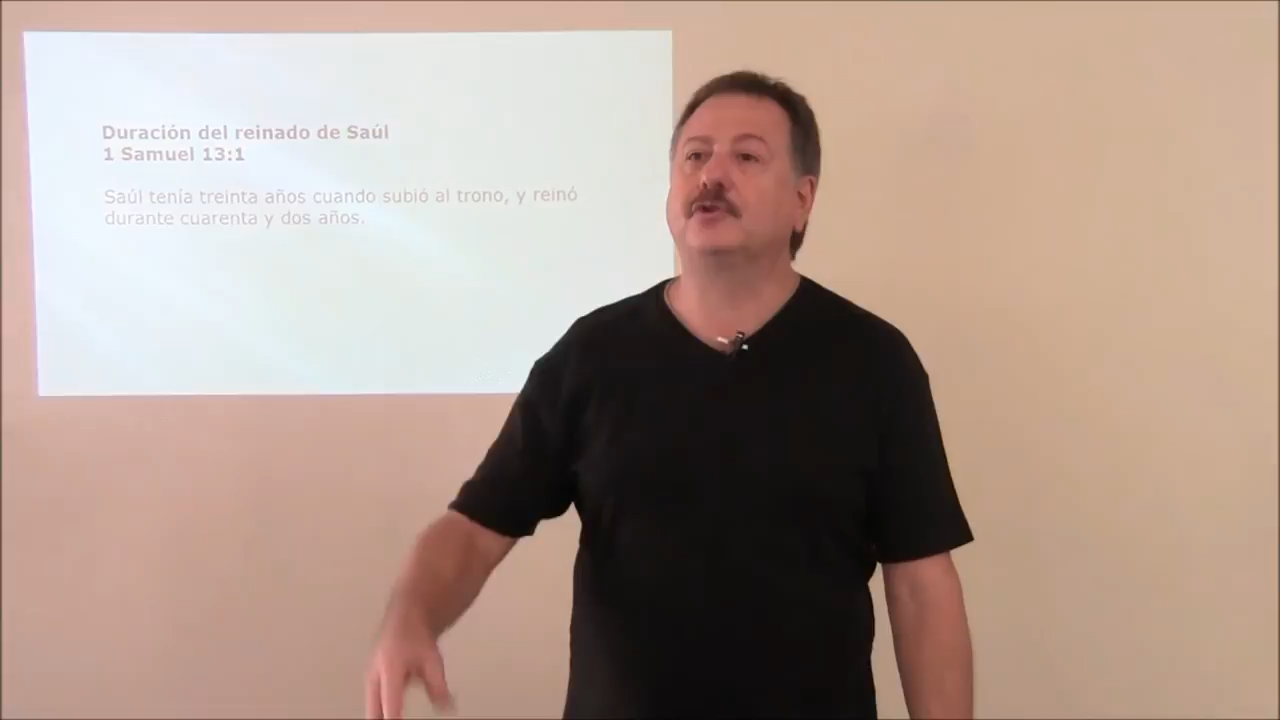 Duración del reinado de Saúl
1 Samuel 13:1
Saúl tenía treinta años cuando subió al trono, y reinó
durante cuarenta y dos años.